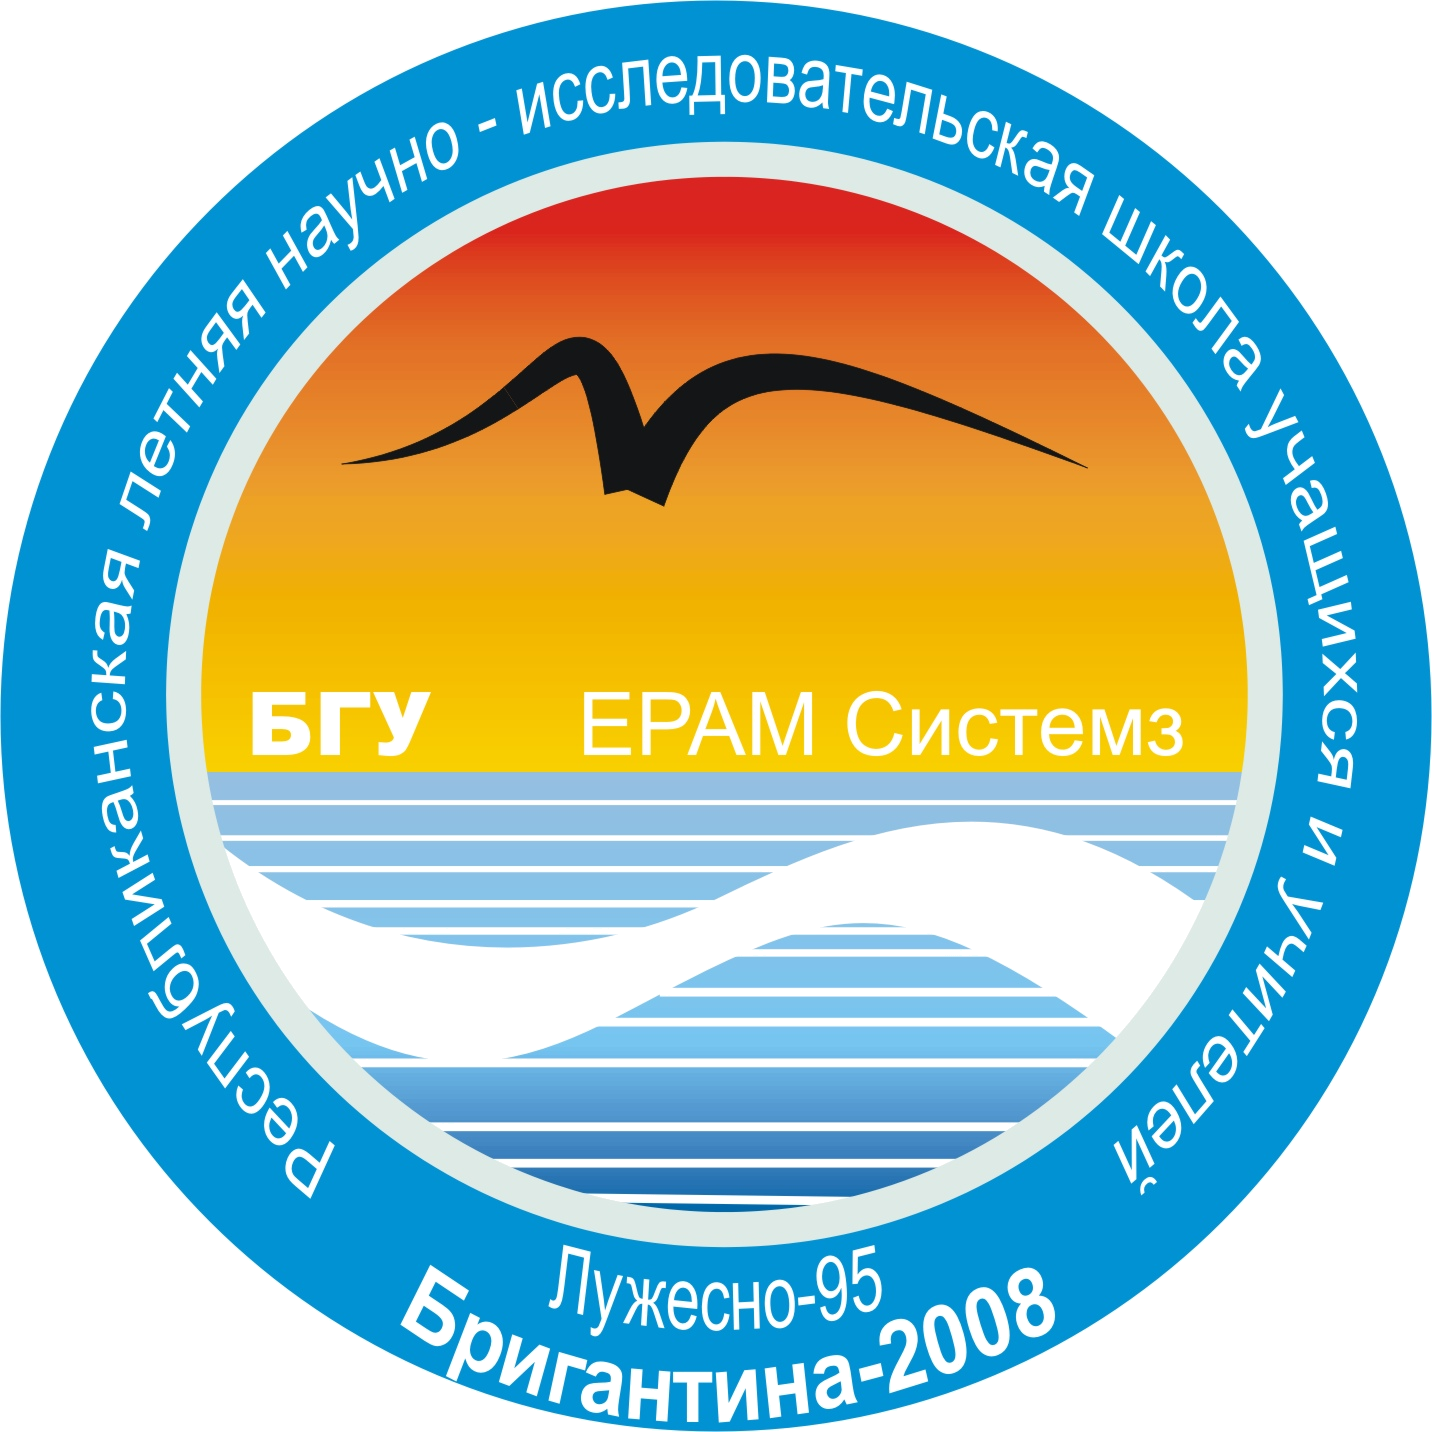 Республиканская летняя научно - исследовательская школа учащихся и учителей
БГУ ЕРАМ Системз
Лужесно-95
Бригантина-2008